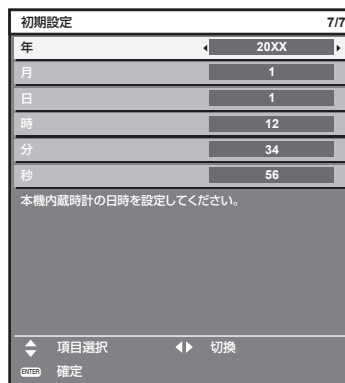 初期設定 7/7
年 20XX
月 1
日 1
時 12
分 34
秒 56
本機内蔵時計の日時を設定してください。
項目選択 切換
ENTER 確定